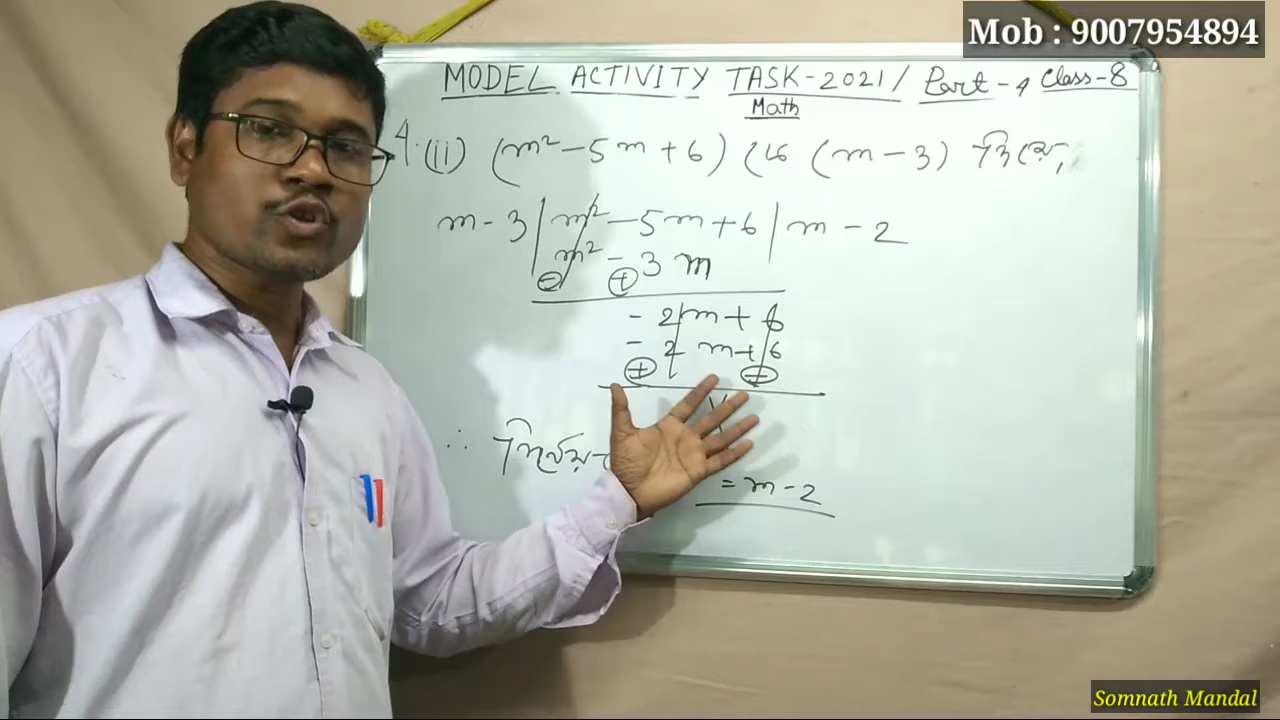 Mob : 9007954894
MODEL ACTIVITY TASK-2021/ Part-4 Class-8
Math
4.(ii) (m² − 5m + 6) কে (m − 3) দিয়ে,
m - 3 | m² − 5m + 6 | m − 2
m² − 3m
⊖ ⊕
- 2m + 6
- 2m + 6
⊕
∴ নির্ণেয়
= m - 2
Somnath Mandal